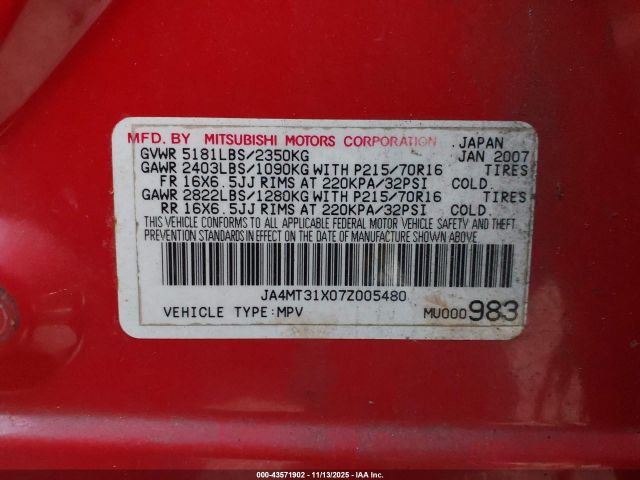 MFD. BY MITSUBISHI MOTORS CORPORATION JAPAN
GVWR 5181LBS/2350KG JAN 2007
GAWR 2403LBS/1090KG WITH P215/70R16 TIRES
FR 16X6.5JJ RIMS AT 220KPA/32PSI COLD.
GAWR 2822LBS/1280KG WITH P215/70R16 TIRES
RR 16X6.5JJ RIMS AT 220KPA/32PSI COLD.
THIS VEHICLE CONFORMS TO ALL APPLICABLE FEDERAL MOTOR VEHICLE SAFETY AND THEFT
PREVENTION STANDARDS IN EFFECT ON THE DATE OF MANUFACTURE SHOWN ABOVE.
JA4MT31X07Z005480
VEHICLE TYPE:MPV MU000983
000-43571902 - 11/13/2025 - IAA Inc.